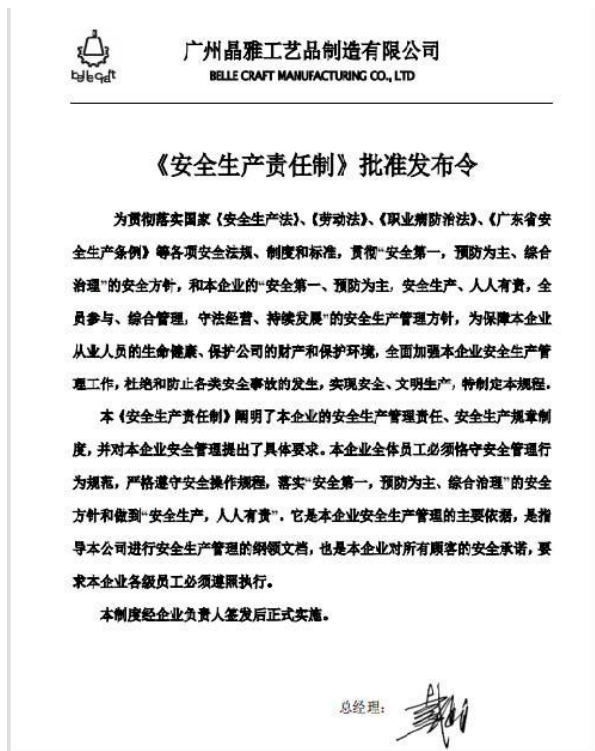 bellecraft
广州晶雅工艺品制造有限公司
BELLE CRAFT MANUFACTURING CO., LTD
《安全生产责任制》批准发布令
为贯彻落实国家《安全生产法》、《劳动法》、《职业病防治法》、《广东省安
全生产条例》等各项安全法规、制度和标准，贯彻“安全第一，预防为主、综合
治理”的安全方针，和本企业的“安全第一、预防为主，安全生产、人人有责，全
员参与、综合管理，守法经营、持续发展”的安全生产管理方针，为保障本企业
从业人员的生命健康、保护公司的财产和保护环境，全面加强本企业安全生产管
理工作，杜绝和防止各类安全事故的发生，实现安全、文明生产，特制定本规程。
本《安全生产责任制》阐明了本企业的安全生产管理责任、安全生产规章制
度，并对本企业安全管理提出了具体要求。本企业全体员工必须恪守安全管理行
为规范，严格遵守安全操作规程，落实“安全第一，预防为主、综合治理”的安全
方针和做到“安全生产，人人有责”。它是本企业安全生产管理的主要依据，是指
导本公司进行安全生产管理的纲领文档，也是本企业对所有顾客的安全承诺，要
求本企业各级员工必须遵照执行。
本制度经企业负责人签发后正式实施。
总经理：